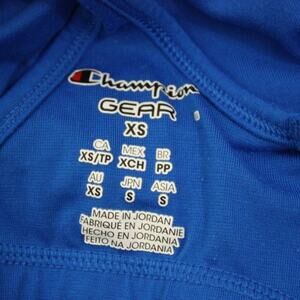 Champion
GEAR
XS
CA MEX BR
XS/TP XCH PP
AU JPN ASIA
XS S S
MADE IN JORDAN
FABRIQUÉ EN JORDANIE
HECHO EN JORDANIA
FEITO NA JORDÂNIA